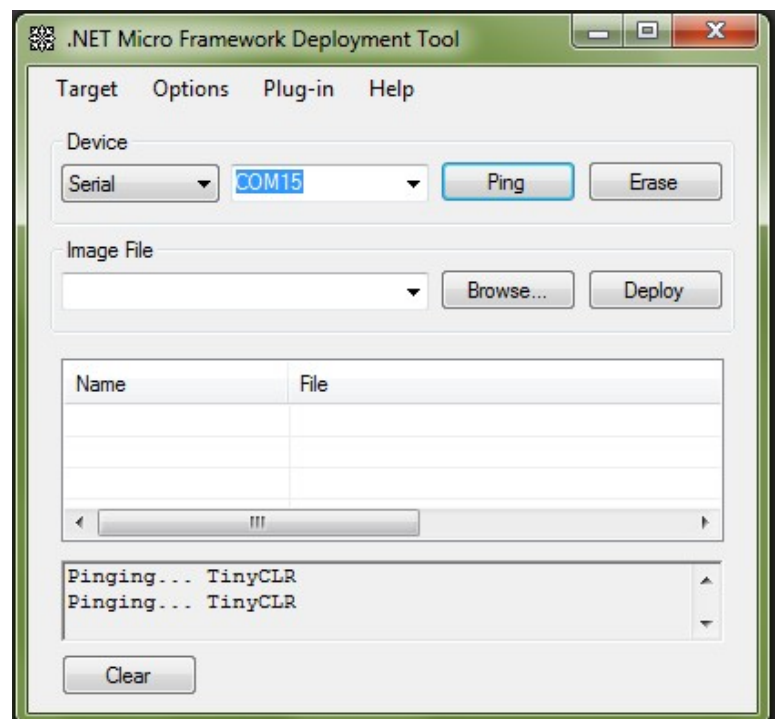 .NET Micro Framework Deployment Tool
Target Options Plug-in Help
Device
Serial COM15 Ping Erase
Image File
Browse... Deploy
Name File
Pinging... TinyCLR
Pinging... TinyCLR
Clear